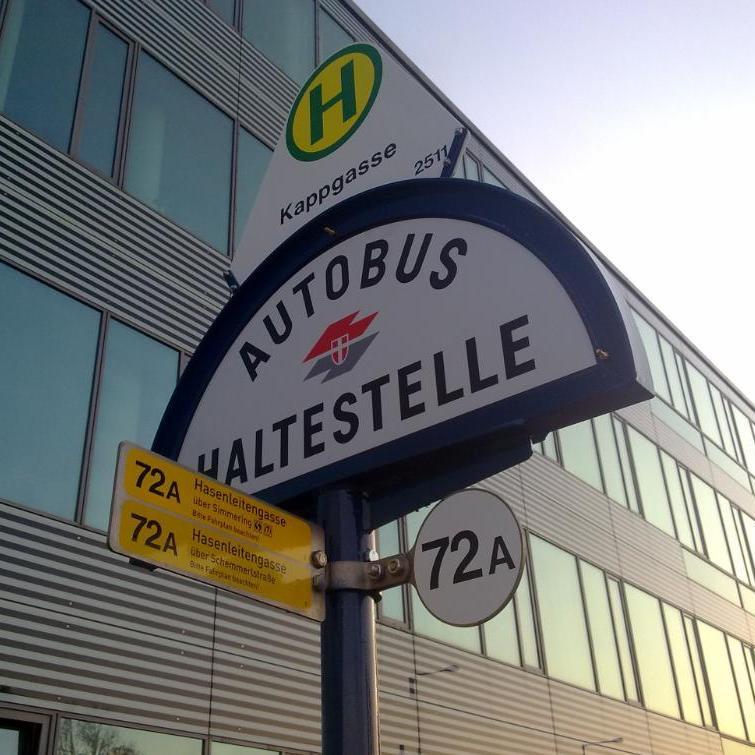 H
Kappgasse 2511
AUTOBUS
HALTESTELLE
72A Hasenleitengasse
über Simmering
Bitte Fahrplan beachten!
72A Hasenleitengasse
über Schemmerlstraße
Bitte Fahrplan beachten!
72A